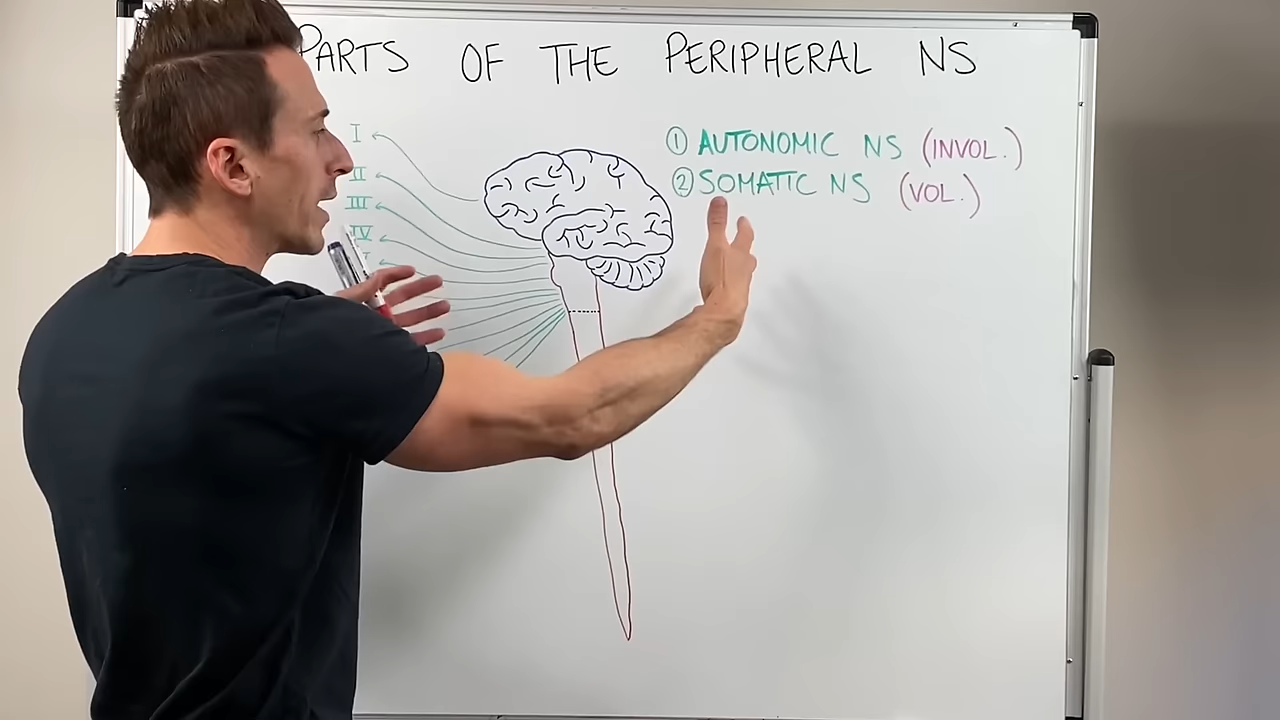 PARTS OF THE PERIPHERAL NS
I
II
III
IV
① AUTONOMIC NS (INVOL.)
② SOMATIC NS (VOL.)